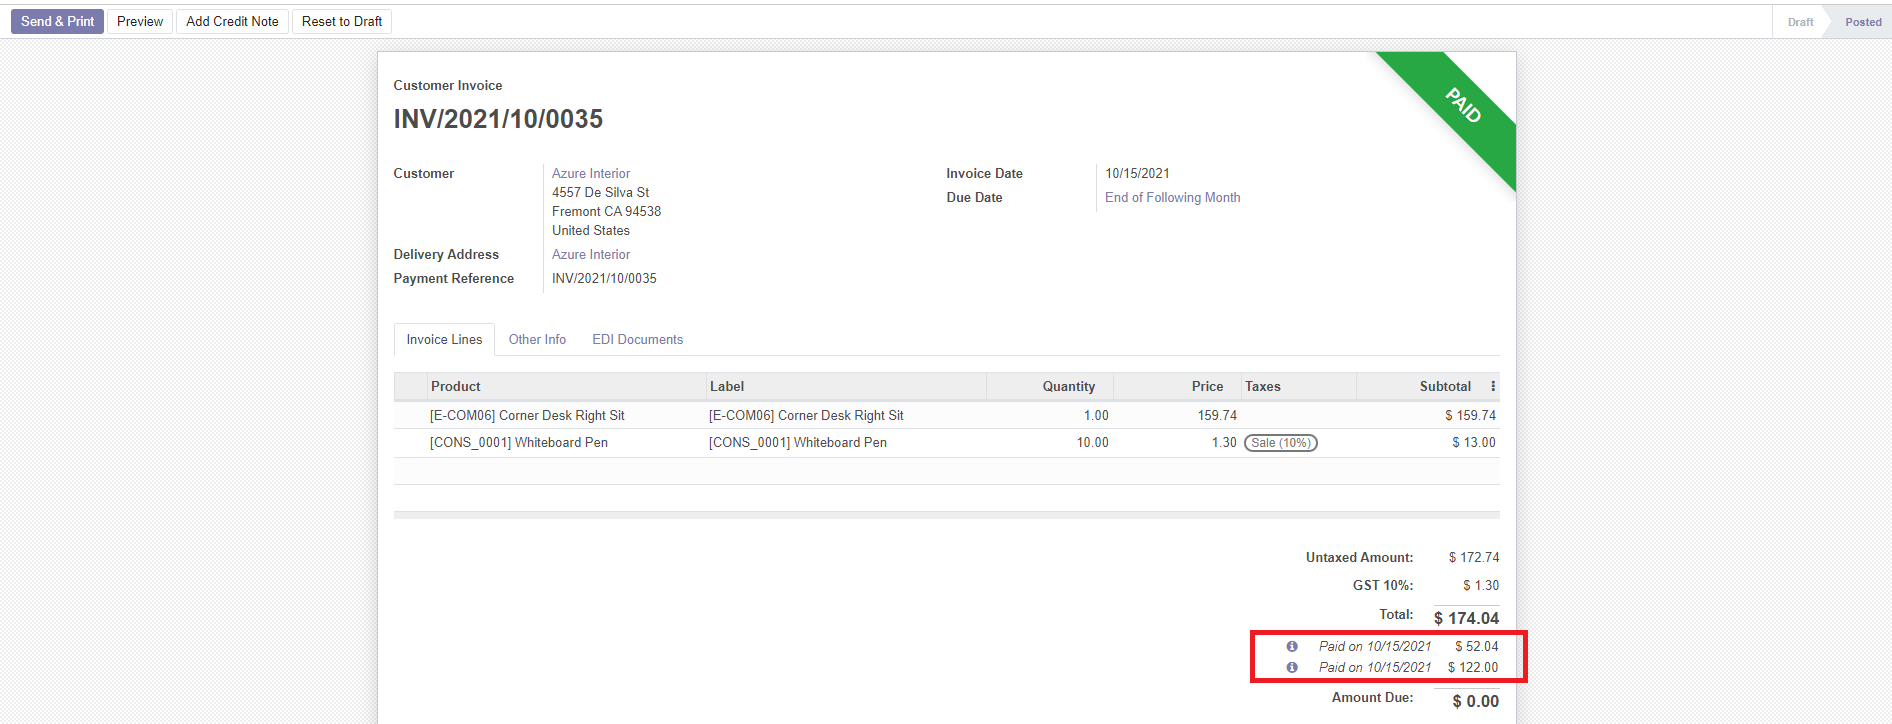 Send & Print Preview Add Credit Note Reset to Draft Draft Posted
PAID
Customer Invoice
INV/2021/10/0035
Customer Azure Interior Invoice Date 10/15/2021
4557 De Silva St Due Date End of Following Month
Fremont CA 94538
United States
Delivery Address Azure Interior
Payment Reference INV/2021/10/0035
Invoice Lines Other Info EDI Documents
Product Label Quantity Price Taxes Subtotal
[E-COM06] Corner Desk Right Sit [E-COM06] Corner Desk Right Sit 1.00 159.74 $ 159.74
[CONS_0001] Whiteboard Pen [CONS_0001] Whiteboard Pen 10.00 1.30 Sale (10%) $ 13.00
Untaxed Amount: $ 172.74
GST 10%: $ 1.30
Total: $ 174.04
Paid on 10/15/2021 $ 52.04
Paid on 10/15/2021 $ 122.00
Amount Due: $ 0.00